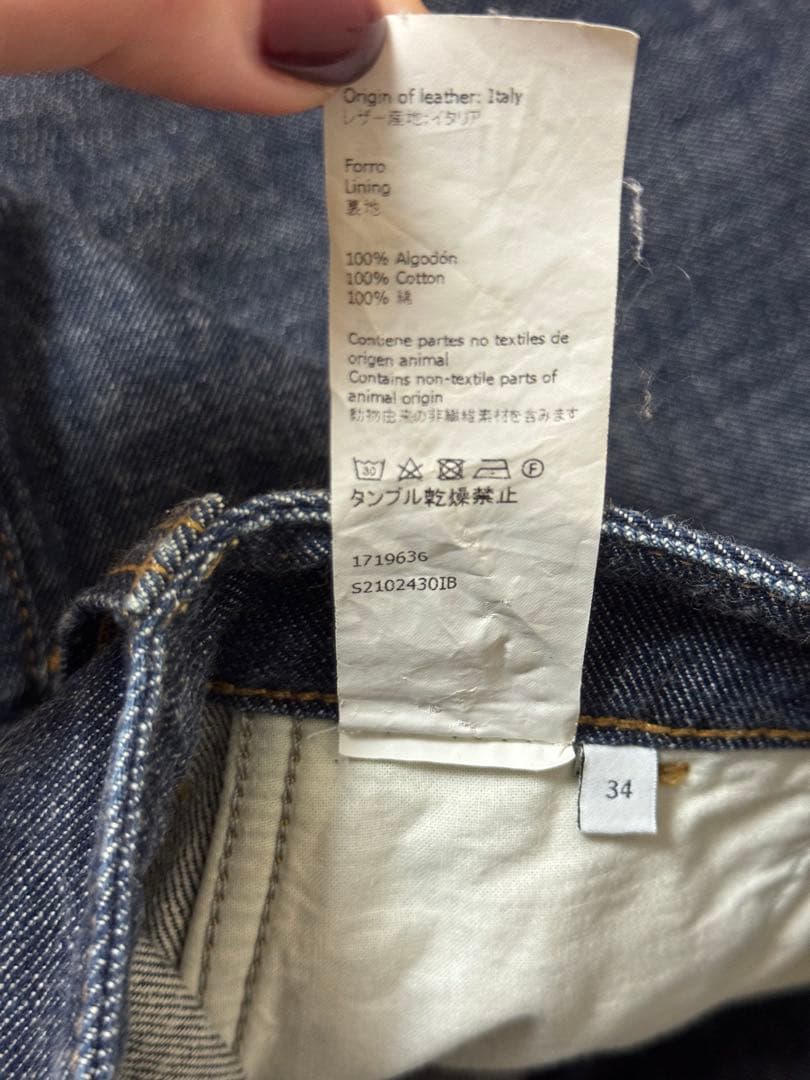 Origin of leather: Italy
レザー産地:イタリア
Forro
Lining
裏地
100% Algodón
100% Cotton
100% 綿
Contiene partes no textiles de
origen animal
Contains non-textile parts of
animal origin
動物由来の非繊維素材を含みます
30 F
タンブル乾燥禁止
1719636
S2102430IB
34